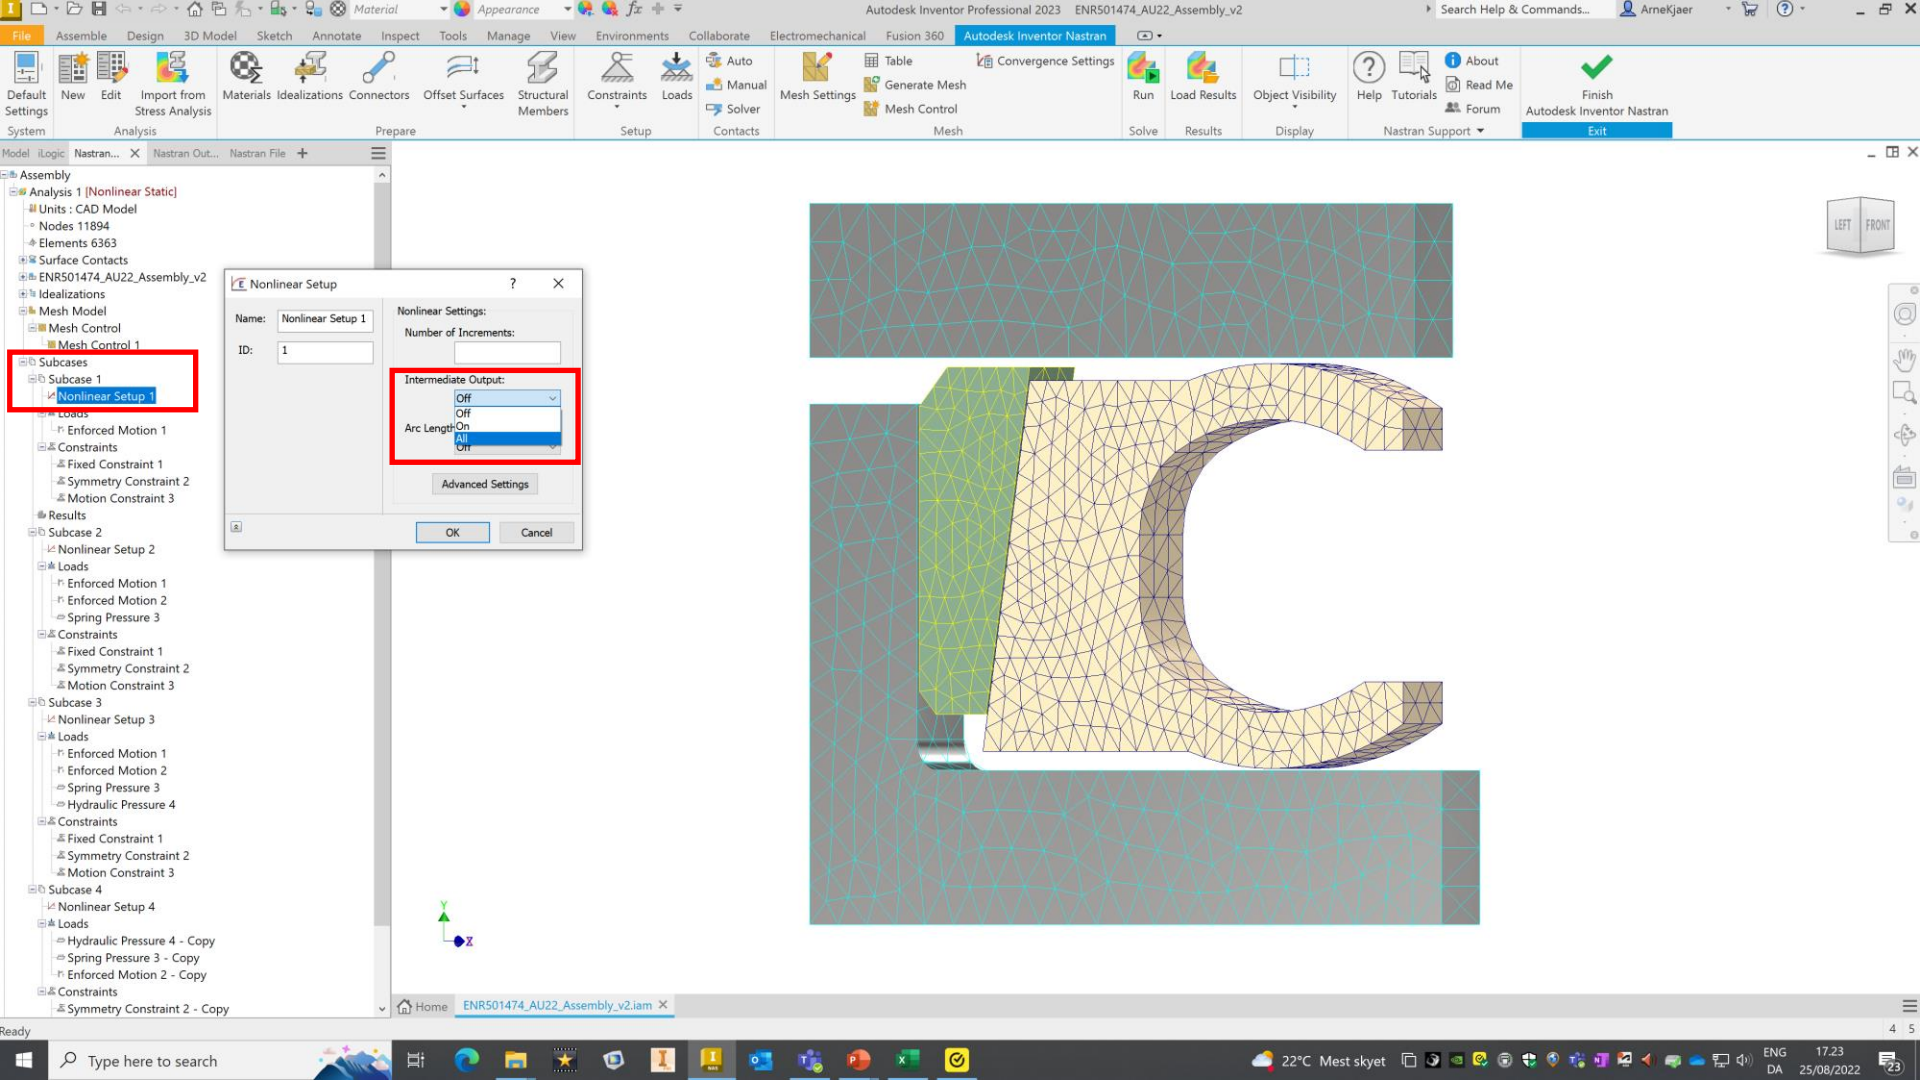 Material
Appearance
Autodesk Inventor Professional 2023 ENR501474_AU22_Assembly_v2
Search Help & Commands...
ArneKjaer
File Assemble Design 3D Model Sketch Annotate Inspect Tools Manage View Environments Collaborate Electromechanical Fusion 360 Autodesk Inventor Nastran
Default Settings
New
Edit
Import from Stress Analysis
Materials
Idealizations
Connectors
Offset Surfaces
Structural Members
Constraints
Loads
Auto
Manual
Solver
Mesh Settings
Table
Generate Mesh
Mesh Control
Convergence Settings
Run
Load Results
Object Visibility
Help
Tutorials
About
Read Me
Forum
Finish
Autodesk Inventor Nastran
System Analysis Prepare Setup Contacts Mesh Solve Results Display Nastran Support Exit
Model iLogic Nastran... X Nastran Out... Nastran File +
Assembly
Analysis 1 [Nonlinear Static]
Units : CAD Model
Nodes 11894
Elements 6363
Surface Contacts
ENR501474_AU22_Assembly_v2
Idealizations
Mesh Model
Mesh Control
Mesh Control 1
Subcases
Subcase 1
Nonlinear Setup 1
Loads
Enforced Motion 1
Constraints
Fixed Constraint 1
Symmetry Constraint 2
Motion Constraint 3
Results
Subcase 2
Nonlinear Setup 2
Loads
Enforced Motion 1
Enforced Motion 2
Spring Pressure 3
Constraints
Fixed Constraint 1
Symmetry Constraint 2
Motion Constraint 3
Subcase 3
Nonlinear Setup 3
Loads
Enforced Motion 1
Enforced Motion 2
Spring Pressure 3
Hydraulic Pressure 4
Constraints
Fixed Constraint 1
Symmetry Constraint 2
Motion Constraint 3
Subcase 4
Nonlinear Setup 4
Loads
Hydraulic Pressure 4 - Copy
Spring Pressure 3 - Copy
Enforced Motion 2 - Copy
Constraints
Symmetry Constraint 2 - Copy
Nonlinear Setup ?
Name: Nonlinear Setup 1
ID: 1
Nonlinear Settings:
Number of Increments:
Intermediate Output:
Off
Off
On
All
Arc Length
Off
Advanced Settings
OK Cancel
LEFT FRONT
Y
Z
Home ENR501474_AU22_Assembly_v2.iam
Ready
4 5
Type here to search
22°C Mest skyet
ENG
DA
17.23
25/08/2022
23